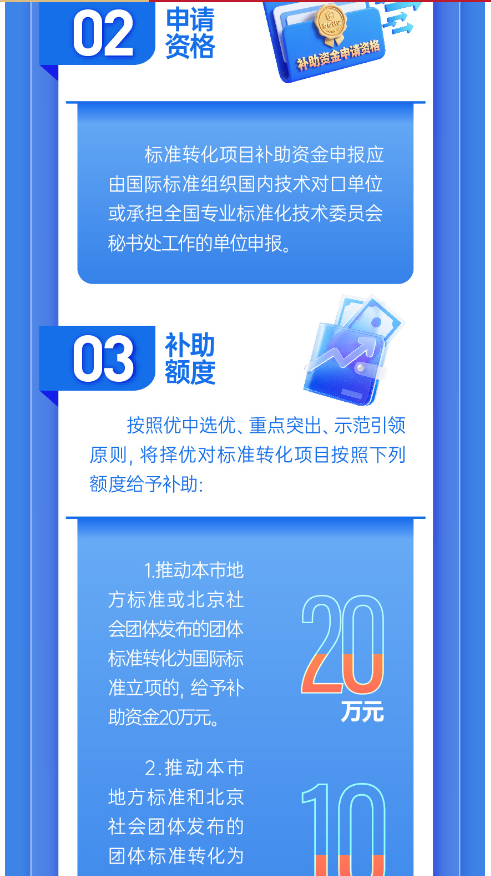 02
申请
资格
补助资金申请资格
标准转化项目补助资金申报应
由国际标准组织国内技术对口单位
或承担全国专业标准化技术委员会
秘书处工作的单位申报。
03
补助
额度
按照优中选优、重点突出、示范引领
原则, 将择优对标准转化项目按照下列
额度给予补助:
1.推动本市地
方标准或北京社
会团体发布的团体
标准转化为国际标
准立项的, 给予补
助资金20万元。
20
万元
2.推动本市
地方标准和北京
社会团体发布的
团体标准转化为
10